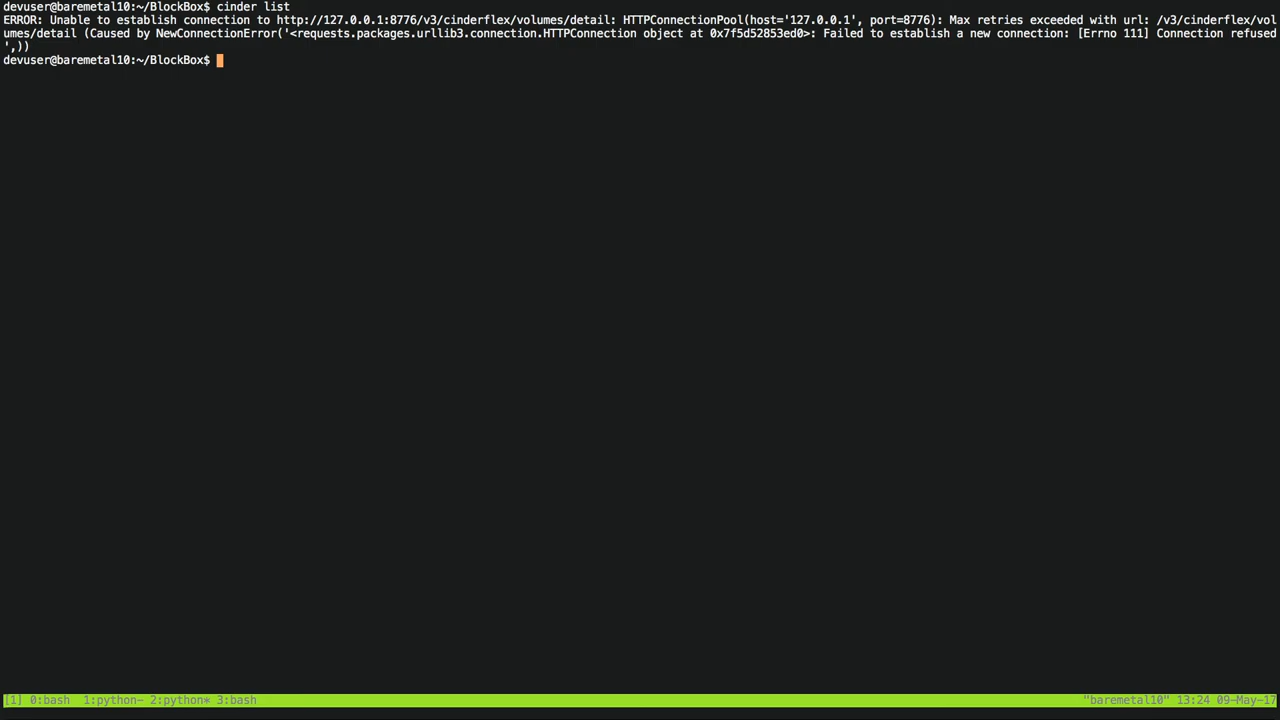 devuser@baremetal10:~/BlockBox$ cinder list
ERROR: Unable to establish connection to http://127.0.0.1:8776/v3/cinderflex/volumes/detail: HTTPConnectionPool(host='127.0.0.1', port=8776): Max retries exceeded with url: /v3/cinderflex/vol
umes/detail (Caused by NewConnectionError('<requests.packages.urllib3.connection.HTTPConnection object at 0x7f5d52853ed0>: Failed to establish a new connection: [Errno 111] Connection refused
',))
devuser@baremetal10:~/BlockBox$
[1] 0:bash  1:python- 2:python* 3:bash "baremetal10" 13:24 09-May-17